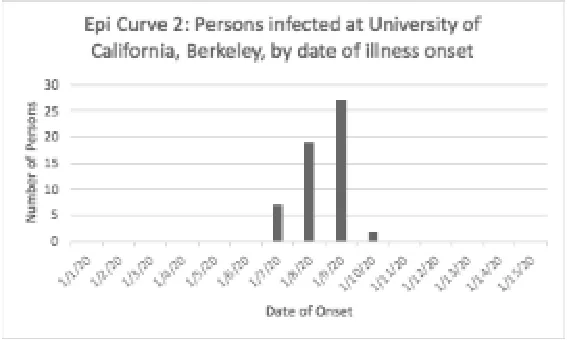 Epi Curve 2: Persons infected at University of
California, Berkeley, by date of illness onset
Number of Persons
30
25
20
15
10
5
0
1/1/20 1/2/20 1/3/20 1/4/20 1/5/20 1/6/20 1/7/20 1/8/20 1/9/20 1/10/20 1/11/20 1/12/20 1/13/20 1/14/20 1/15/20
Date of Onset